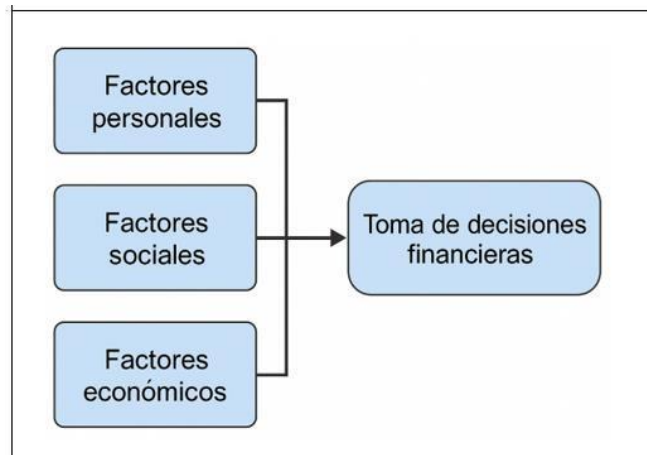 Factores
personales
Factores
sociales
Toma de decisiones
financieras
Factores
económicos